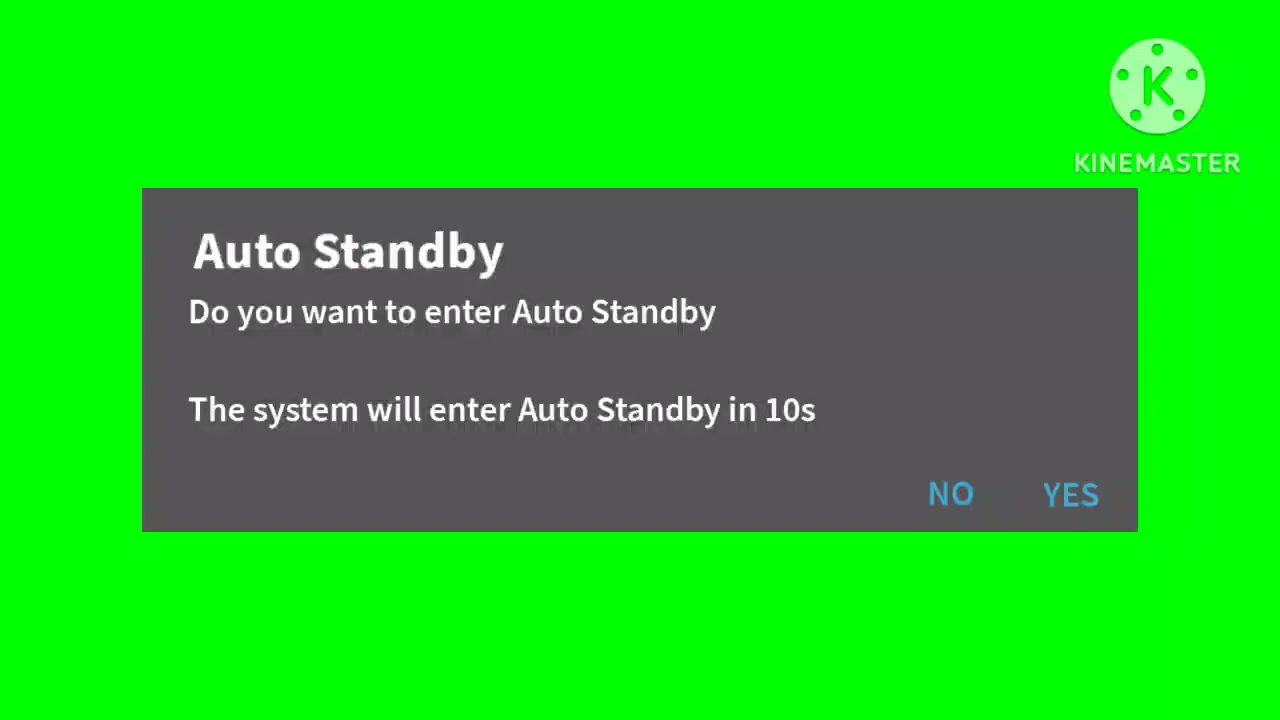 K
KINEMASTER
Auto Standby
Do you want to enter Auto Standby
The system will enter Auto Standby in 10s
NO YES